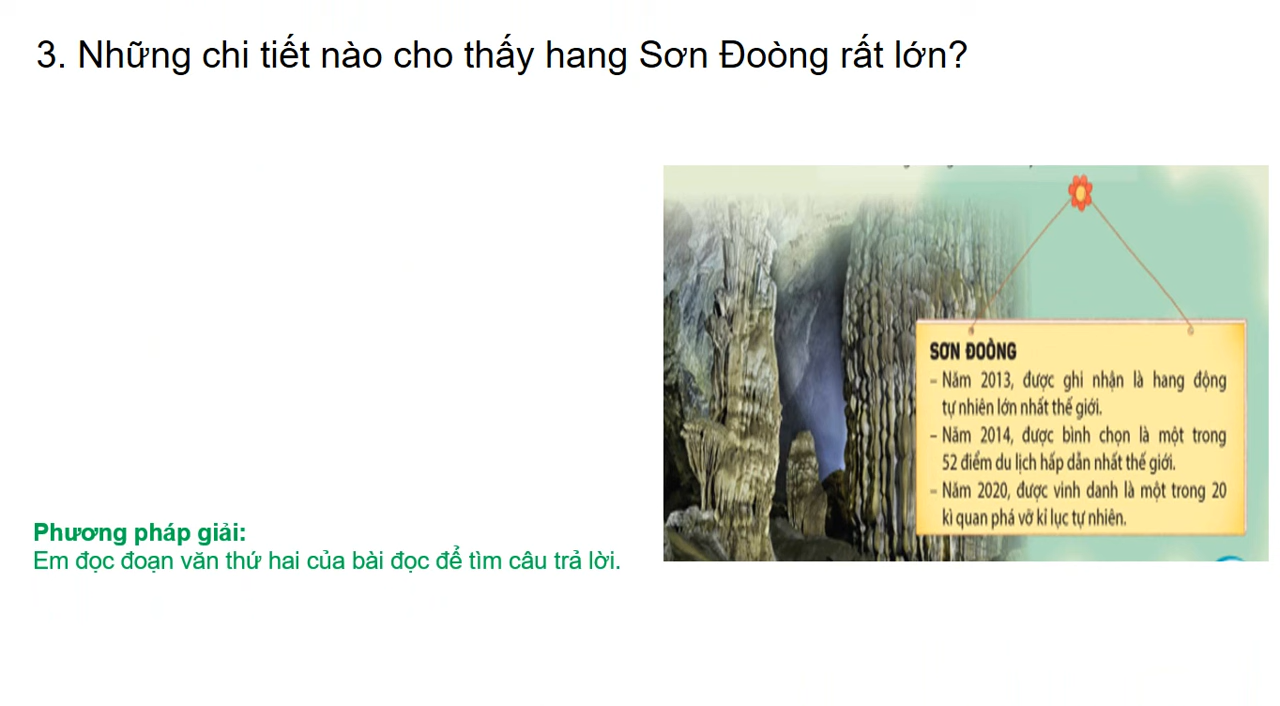 3. Những chi tiết nào cho thấy hang Sơn Đoòng rất lớn?
SƠN ĐOÒNG
- Năm 2013, được ghi nhận là hang động
tự nhiên lớn nhất thế giới.
- Năm 2014, được bình chọn là một trong
52 điểm du lịch hấp dẫn nhất thế giới.
- Năm 2020, được vinh danh là một trong 20
kì quan phá vỡ kỉ lục tự nhiên.
Phương pháp giải:
Em đọc đoạn văn thứ hai của bài đọc để tìm câu trả lời.